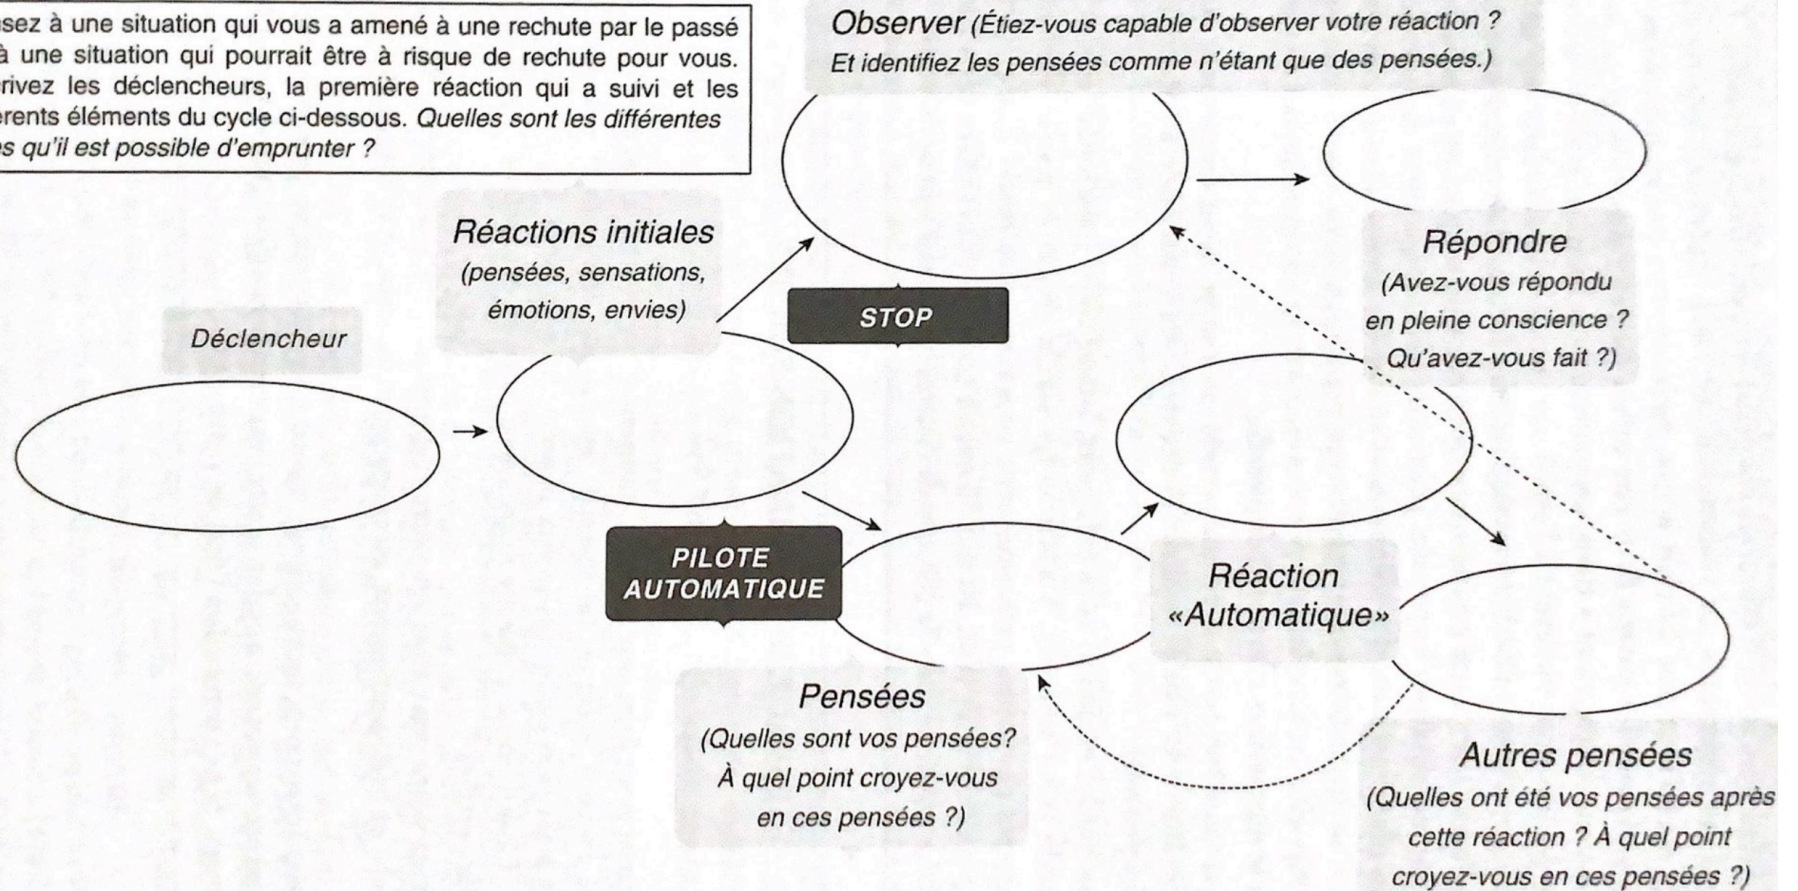 sez à une situation qui vous a amené à une rechute par le passé
à une situation qui pourrait être à risque de rechute pour vous.
rivez les déclencheurs, la première réaction qui a suivi et les
rents éléments du cycle ci-dessous. Quelles sont les différentes
s qu'il est possible d'emprunter ?
Observer (Étiez-vous capable d'observer votre réaction ?
Et identifiez les pensées comme n'étant que des pensées.)
Réactions initiales
(pensées, sensations,
émotions, envies)
Déclencheur
STOP
Répondre
(Avez-vous répondu
en pleine conscience ?
Qu'avez-vous fait ?)
PILOTE
AUTOMATIQUE
Réaction
«Automatique»
Pensées
(Quelles sont vos pensées?
À quel point croyez-vous
en ces pensées ?)
Autres pensées
(Quelles ont été vos pensées après
cette réaction ? À quel point
croyez-vous en ces pensées ?)